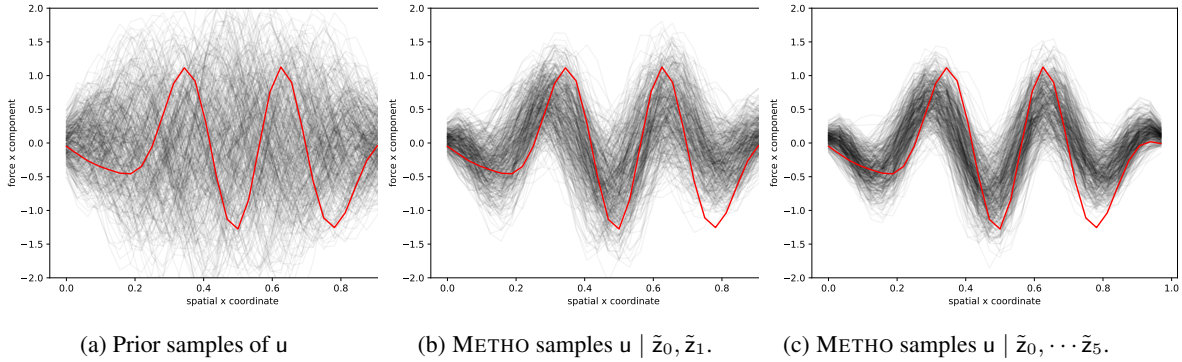 2.0
1.5
1.0
0.5
0.0
−0.5
−1.0
−1.5
−2.0
force x component
0.0 0.2 0.4 0.6 0.8
spatial x coordinate
(a) Prior samples of u
2.0
1.5
1.0
0.5
0.0
−0.5
−1.0
−1.5
−2.0
force x component
0.0 0.2 0.4 0.6 0.8
spatial x coordinate
(b) METHO samples u | z̃₀, z̃₁.
2.0
1.5
1.0
0.5
0.0
−0.5
−1.0
−1.5
−2.0
force x component
0.0 0.2 0.4 0.6 0.8 1.0
spatial x coordinate
(c) METHO samples u | z̃₀, ⋯ z̃₅.